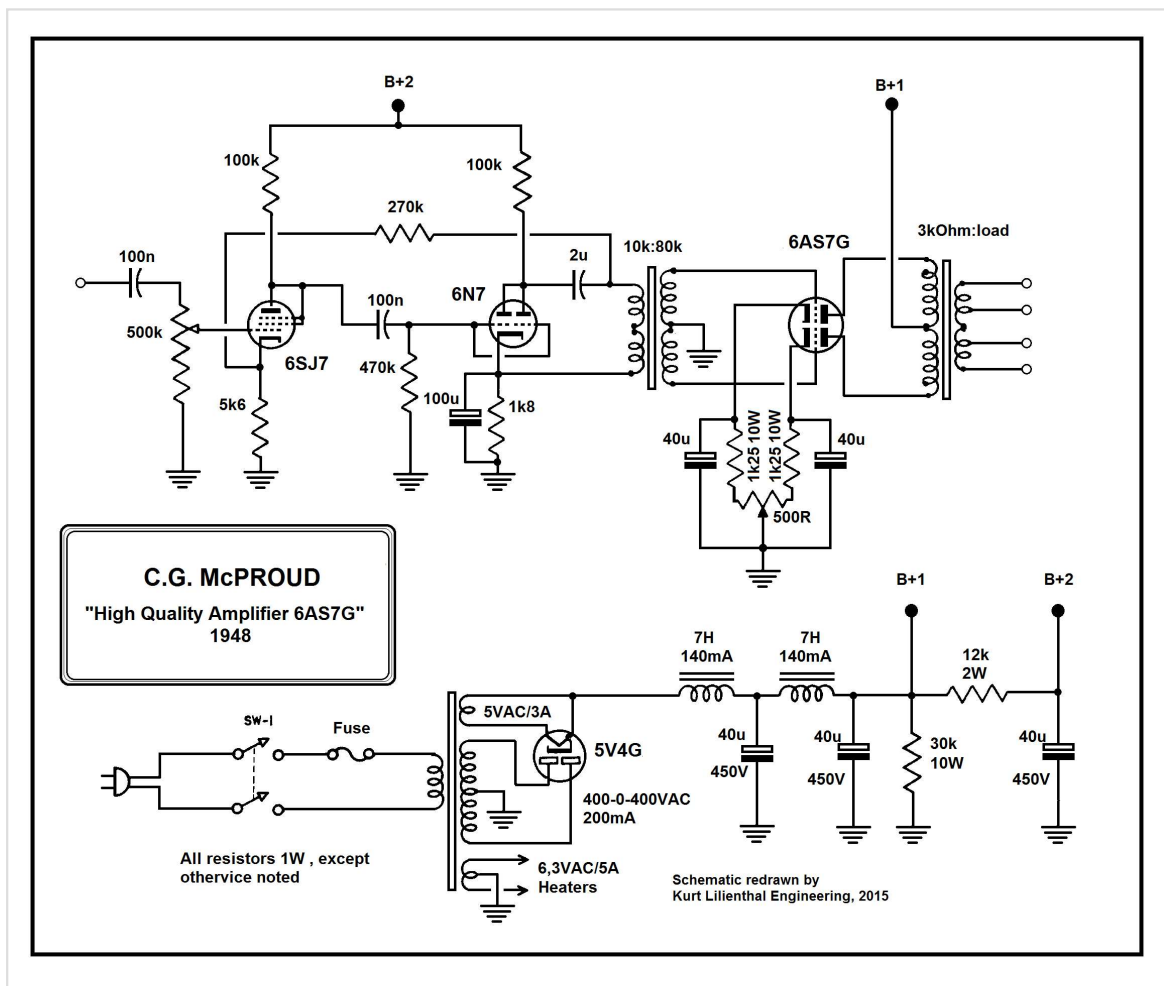 B+2
B+1
100k
100k
270k
10k:80k
6AS7G
3kOhm:load
100n
2u
100n
6N7
500k
6SJ7
470k
5k6
100u
1k8
40u
1k25 10W
1k25 10W
40u
500R
C.G. McPROUD
"High Quality Amplifier 6AS7G"
1948
B+1
B+2
7H
140mA
7H
140mA
12k
2W
5VAC/3A
SW-1
Fuse
5V4G
40u
450V
40u
450V
30k
10W
40u
450V
400-0-400VAC
200mA
All resistors 1W , except
othervice noted
6,3VAC/5A
Heaters
Schematic redrawn by
Kurt Lilienthal Engineering, 2015